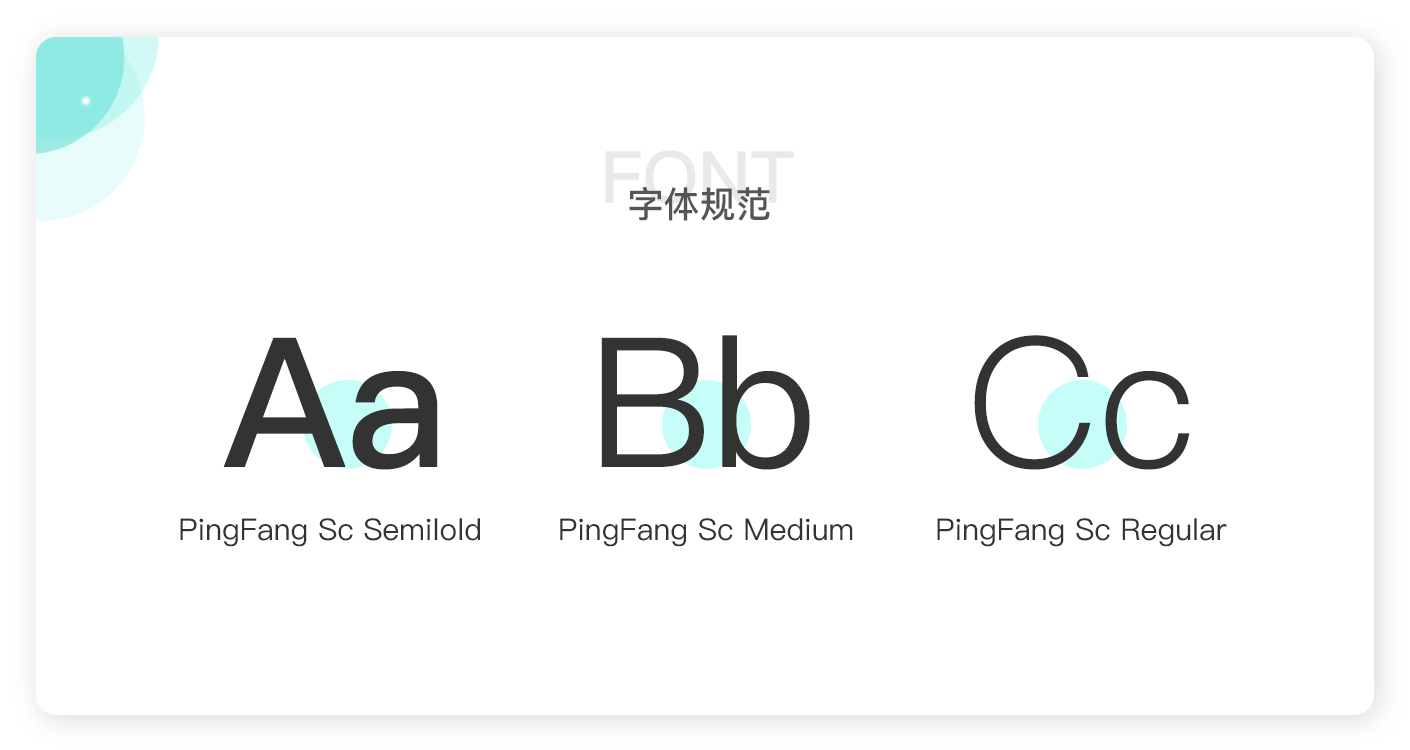 FONT
字体规范
Aa
Bb
Cc
PingFang Sc Semilold
PingFang Sc Medium
PingFang Sc Regular